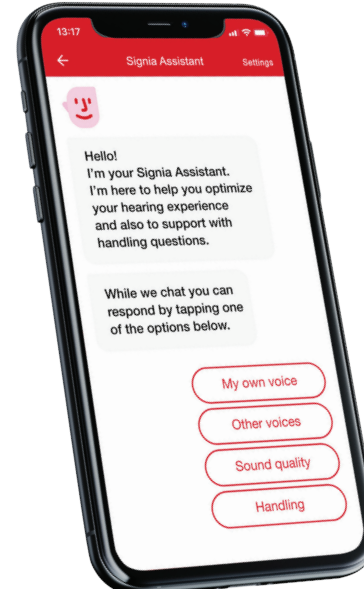 13:17
Signia Assistant
Settings
Hello!
I'm your Signia Assistant.
I'm here to help you optimize
your hearing experience
and also to support with
handling questions.
While we chat you can
respond by tapping one
of the options below.
My own voice
Other voices
Sound quality
Handling